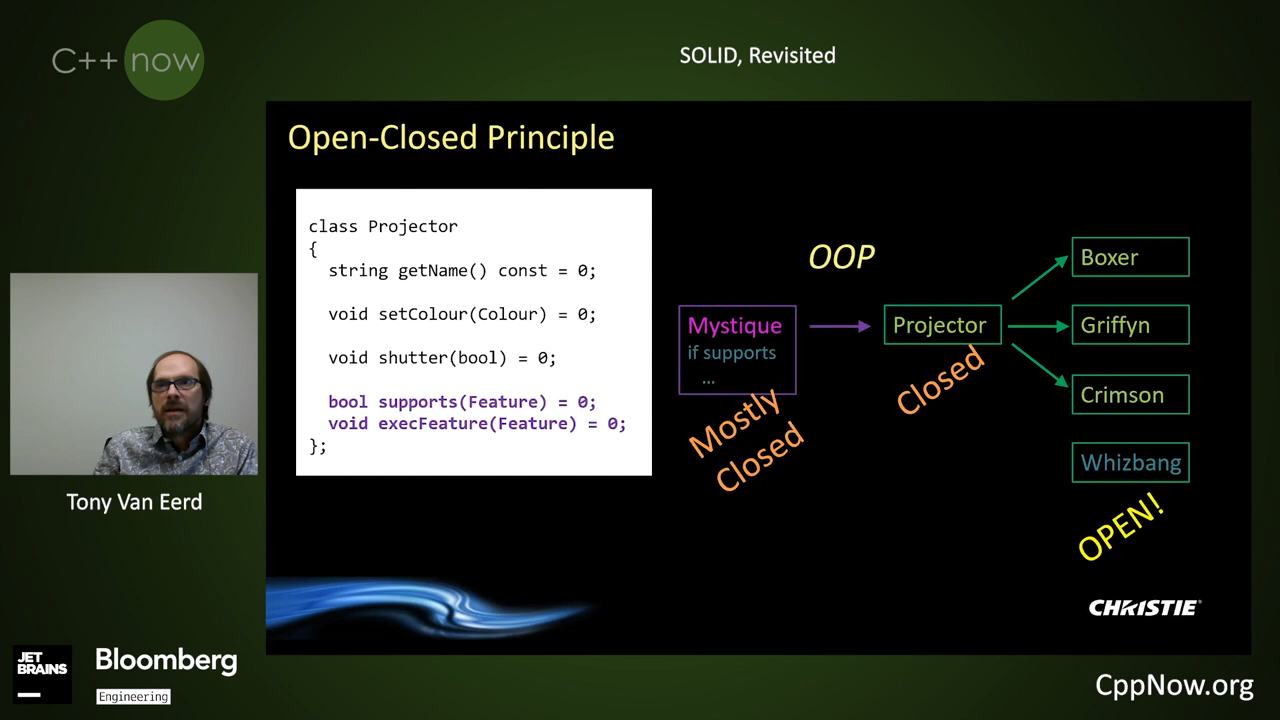 C++ now
SOLID, Revisited
Open-Closed Principle
class Projector
{
string getName() const = 0;
void setColour(Colour) = 0;
void shutter(bool) = 0;
bool supports(Feature) = 0;
void execFeature(Feature) = 0;
};
OOP
Mystique
if supports
...
Mostly
Closed
Projector
Closed
Boxer
Griffyn
Crimson
Whizbang
OPEN!
CHRISTIE
Tony Van Eerd
JET
BRAINS
Bloomberg
Engineering
CppNow.org